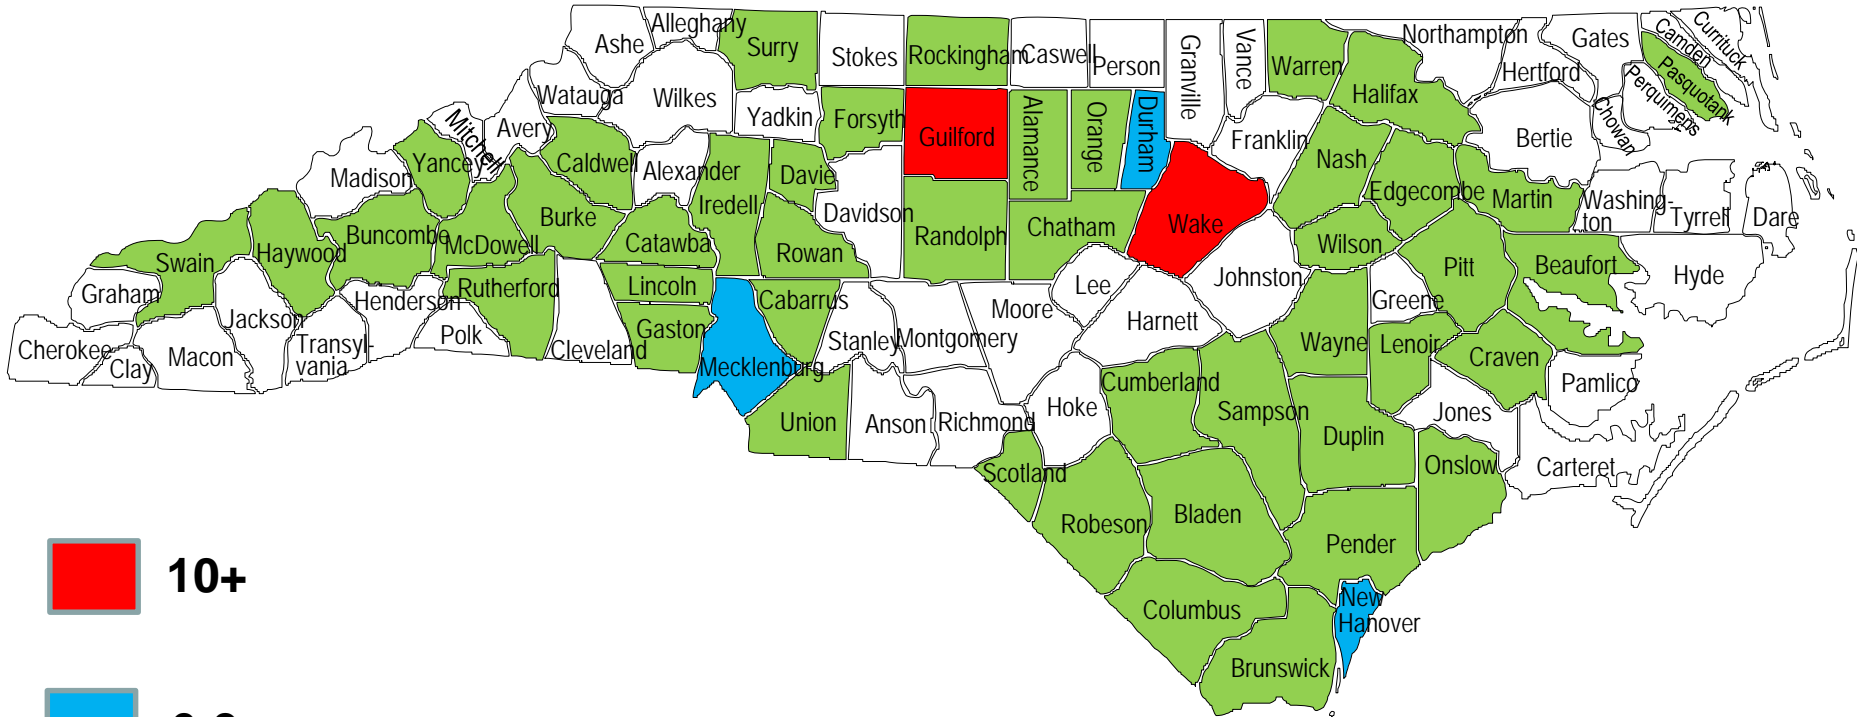 Alleghany
Ashe
Surry
Stokes
Rockingham
Caswell
Person
Granville
Vance
Warren
Northampton
Gates
Camden
Currituck
Hertford
Halifax
Pasquotank
Perquimens
Chowan
Watauga
Wilkes
Yadkin
Forsyth
Guilford
Alamance
Orange
Durham
Franklin
Bertie
Mitchell
Avery
Caldwell
Alexander
Davie
Nash
Edgecombe
Martin
Washing-
ton
Tyrrell
Dare
Madison
Yancey
Iredell
Davidson
Burke
Buncombe
McDowell
Catawba
Rowan
Randolph
Chatham
Wake
Wilson
Swain
Haywood
Rutherford
Lincoln
Pitt
Beaufort
Hyde
Graham
Henderson
Cabarrus
Moore
Lee
Johnston
Greene
Jackson
Transyl-
vania
Polk
Gaston
Stanley
Montgomery
Harnett
Wayne
Lenoir
Craven
Cherokee
Clay
Macon
Cleveland
Mecklenburg
Pamlico
Cumberland
Union
Anson
Richmond
Hoke
Sampson
Duplin
Jones
Onslow
Carteret
Scotland
Robeson
Bladen
Pender
Columbus
New
Hanover
Brunswick
10+